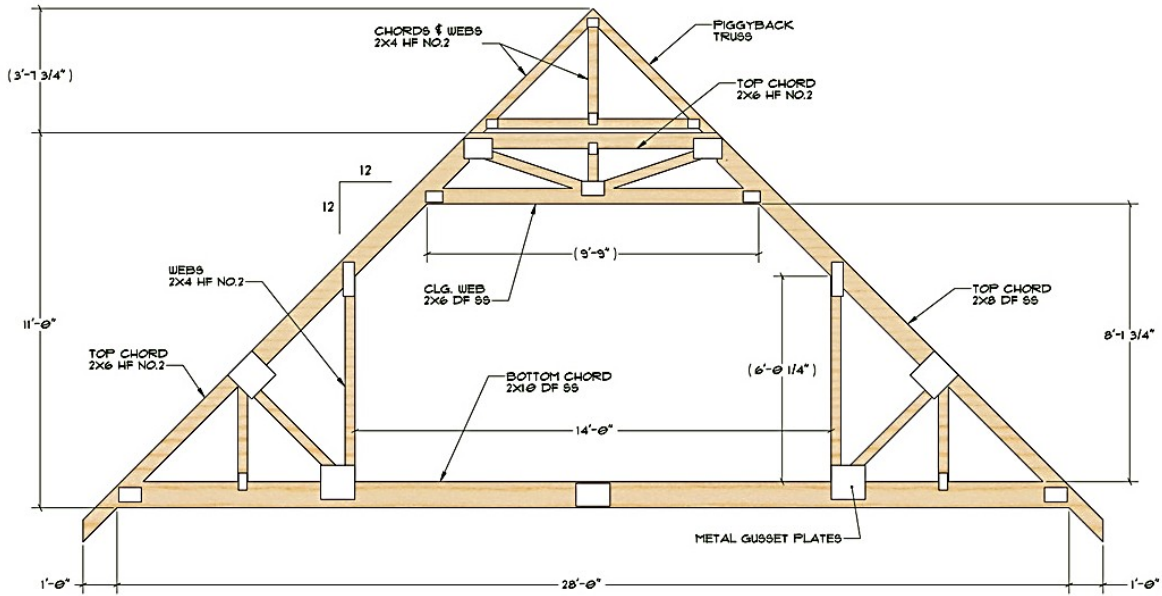 CHORDS & WEBS
2X4 HF NO.2
PIGGYBACK
TRUSS
(3'-7 3/4")
TOP CHORD
2X6 HF NO.2
12
12
(9'-9")
WEBS
2X4 HF NO.2
CLG. WEB
2X6 DF SS
TOP CHORD
2X8 DF SS
11'-0"
8'-1 3/4"
TOP CHORD
2X6 HF NO.2
(6'-0 1/4")
BOTTOM CHORD
2X10 DF SS
14'-0"
METAL GUSSET PLATES
1'-0"
28'-0"
1'-0"